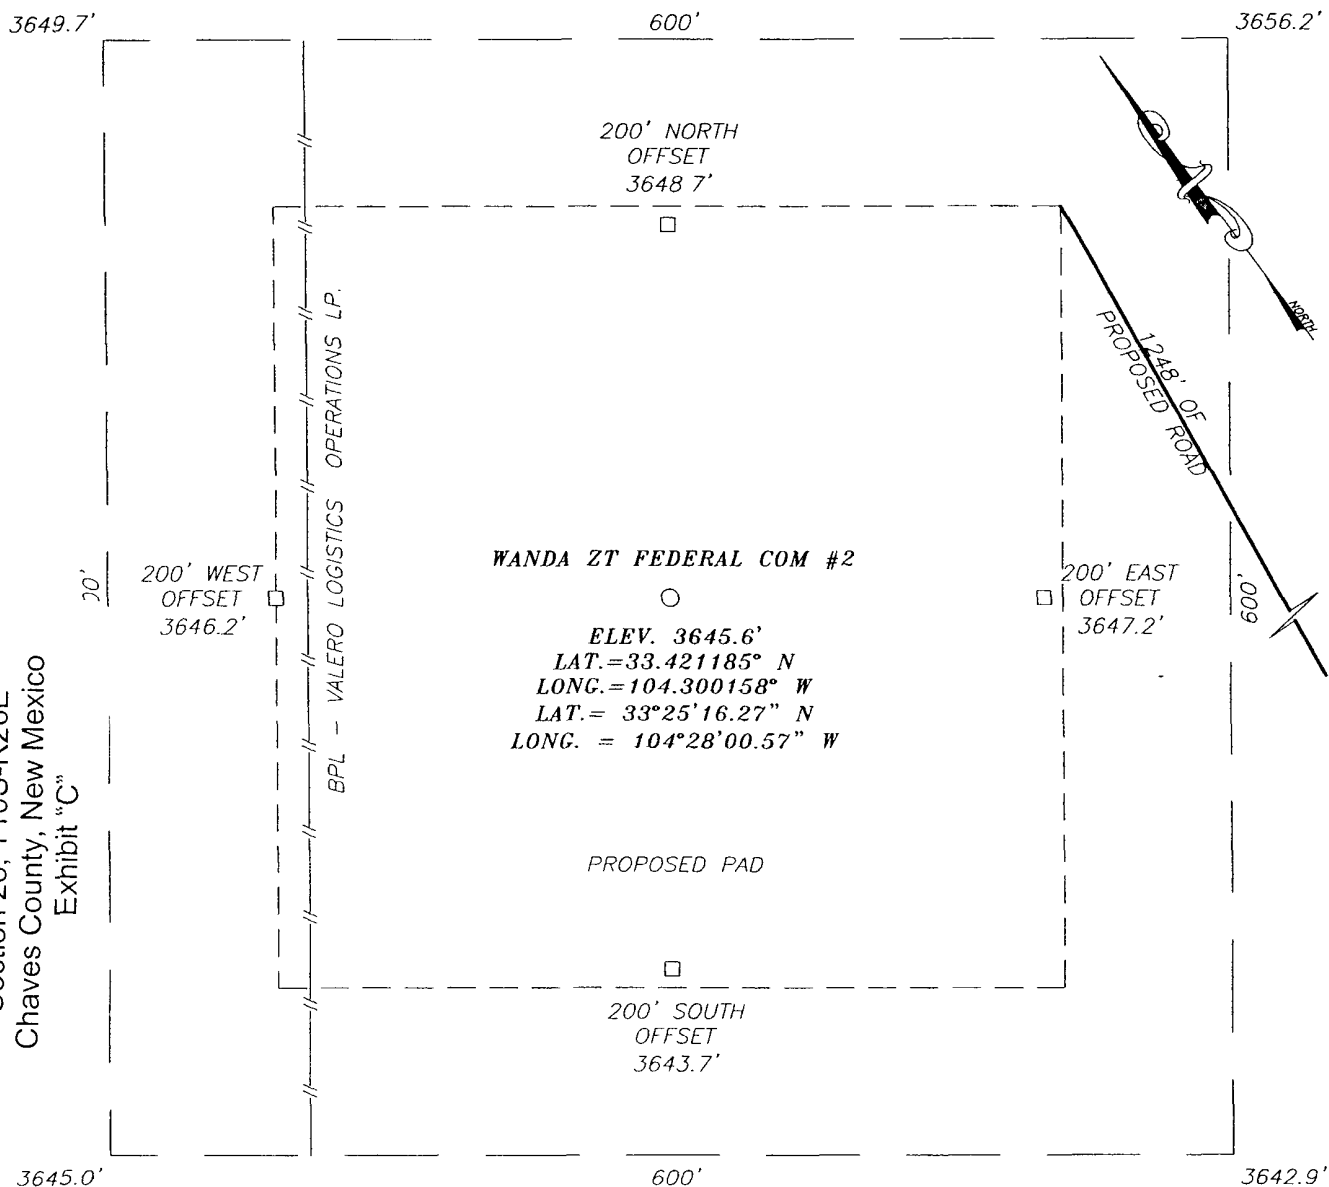 3649.7'
600'
3656.2'
200' NORTH
OFFSET
3648 7'
NORTH
BPL - VALERO LOGISTICS OPERATIONS LP.
1248' OF
PROPOSED ROAD
WANDA ZT FEDERAL COM #2
200' WEST
OFFSET
3646.2'
200' EAST
OFFSET
3647.2'
600'
ELEV. 3645.6'
LAT.=33.421185° N
LONG.=104.300158° W
LAT.= 33°25'16.27" N
LONG. = 104°28'00.57" W
Chaves County, New Mexico
Exhibit "C"
PROPOSED PAD
200' SOUTH
OFFSET
3643.7'
3645.0'
600'
3642.9'